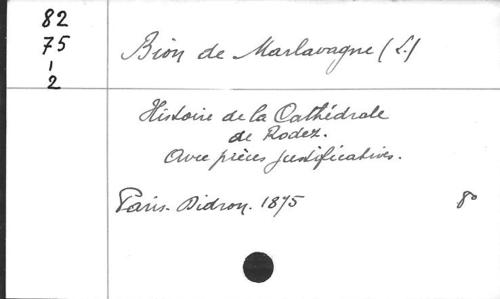 82
75
1
2
Bion de Marlavagne (L.)
Histoire de la Cathédrale
de Rodez.
Avec pièces justificatives.
Paris. Didron. 1875 8°